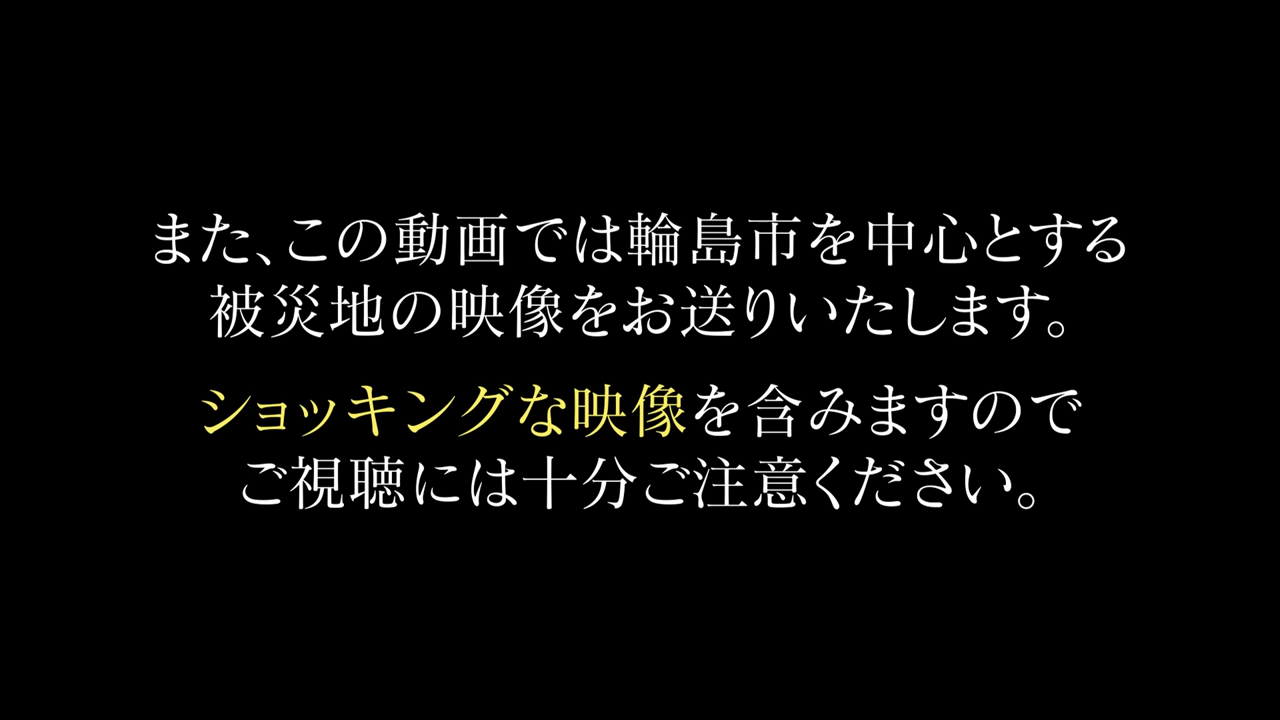 また、この動画では輪島市を中心とする
被災地の映像をお送りいたします。
ショッキングな映像を含みますので
ご視聴には十分ご注意ください。